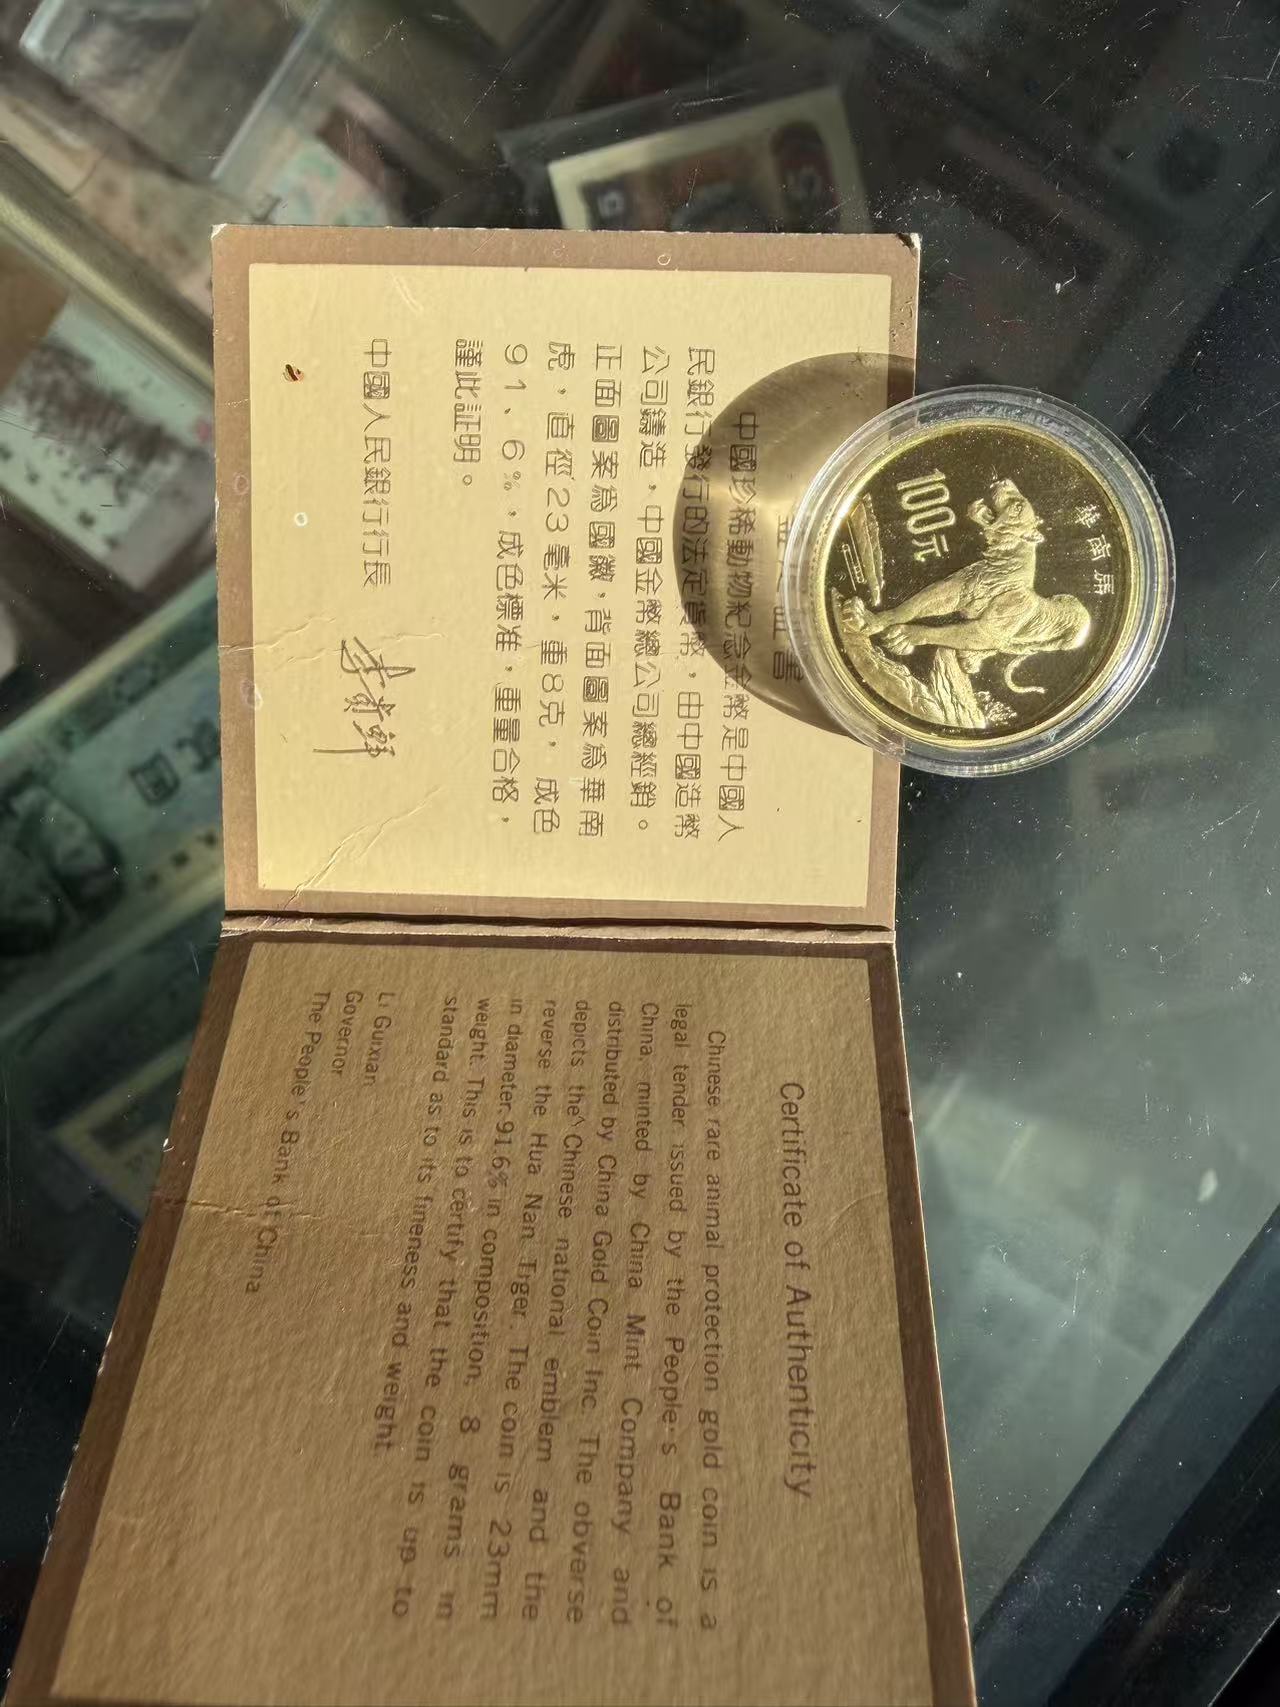 100元
華南虎
證書
中國珍稀動物紀念金幣是中國人
民銀行發行的法定貨幣，由中國造幣
公司鑄造，中國金幣總公司總經銷。
正面圖案為國徽，背面圖案為華南
虎，直徑23毫米，重8克，成色
91、6%，成色標准，重量合格，
謹此証明。
中國人民銀行行長
Certificate of Authenticity
Chinese rare animal protection gold coin is a
legal tender issued by the People's Bank of
China, minted by China Mint Company and
distributed by China Gold Coin Inc. The obverse
depicts the Chinese national emblem and the
reverse the Hua Nan Tiger. The coin is 23mm
in diameter, 91.6% in composition, 8 grams in
weight. This is to certify that the coin is up to
standard as to its fineness and weight.
Li Guixian
Governor
The People's Bank of China